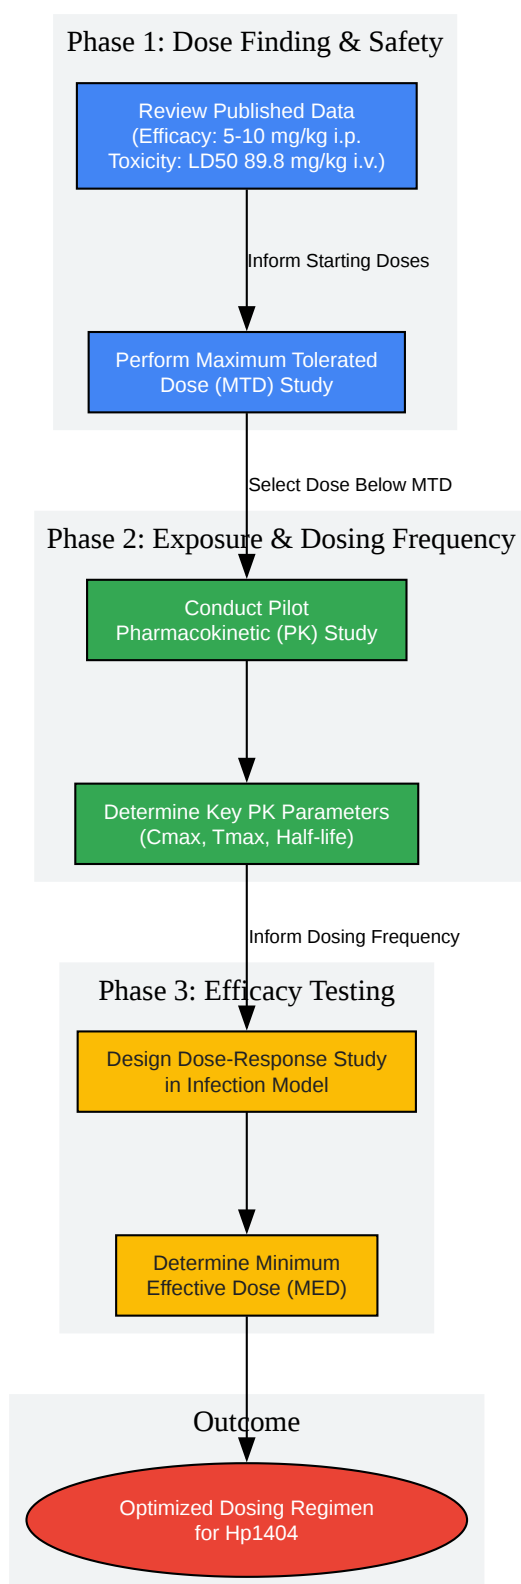 Phase 1: Dose Finding & Safety
Review Published Data
(Efficacy: 5-10 mg/kg i.p.
Toxicity: LD50 89.8 mg/kg i.v.)
Inform Starting Doses
Perform Maximum Tolerated
Dose (MTD) Study
Select Dose Below MTD
Phase 2: Exposure & Dosing Frequency
Conduct Pilot
Pharmacokinetic (PK) Study
Determine Key PK Parameters
(Cmax, Tmax, Half-life)
Inform Dosing Frequency
Phase 3: Efficacy Testing
Design Dose-Response Study
in Infection Model
Determine Minimum
Effective Dose (MED)
Outcome
Optimized Dosing Regimen
for Hp1404